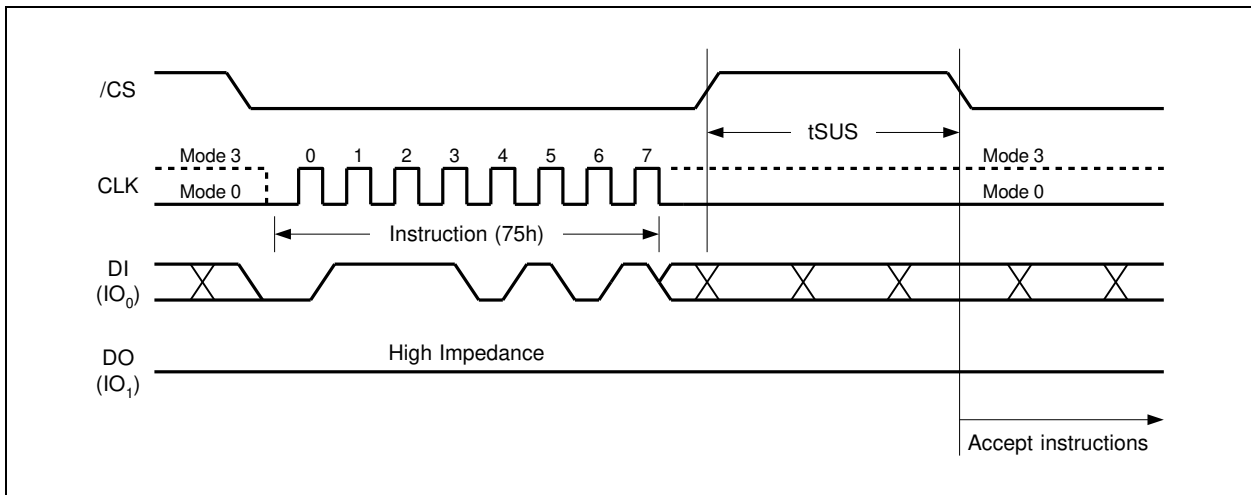 /CS
tSUS
Mode 3 0 1 2 3 4 5 6 7 Mode 3
CLK
Mode 0 Mode 0
Instruction (75h)
DI
(IO0)
High Impedance
DO
(IO1)
Accept instructions